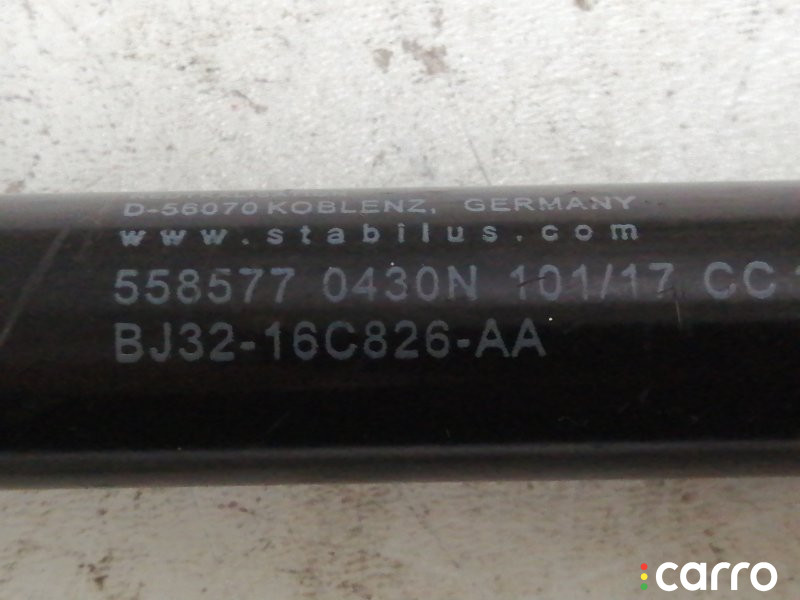 D-56070 KOBLENZ, GERMANY
www.stabilus.com
558577 0430N 101/17 CC
BJ32-16C826-AA
carro